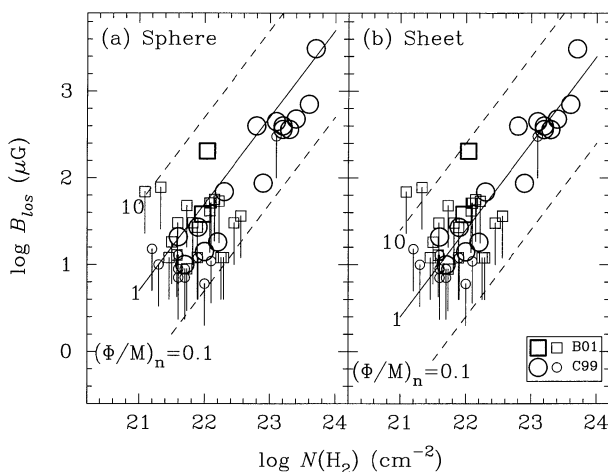 (a) Sphere
(b) Sheet
3
2
1
0
log B_los (μG)
10
1
(Φ/M)_n=0.1
10
1
(Φ/M)_n=0.1
B01
C99
21 22 23 24
21 22 23 24
log N(H_2) (cm^−2)